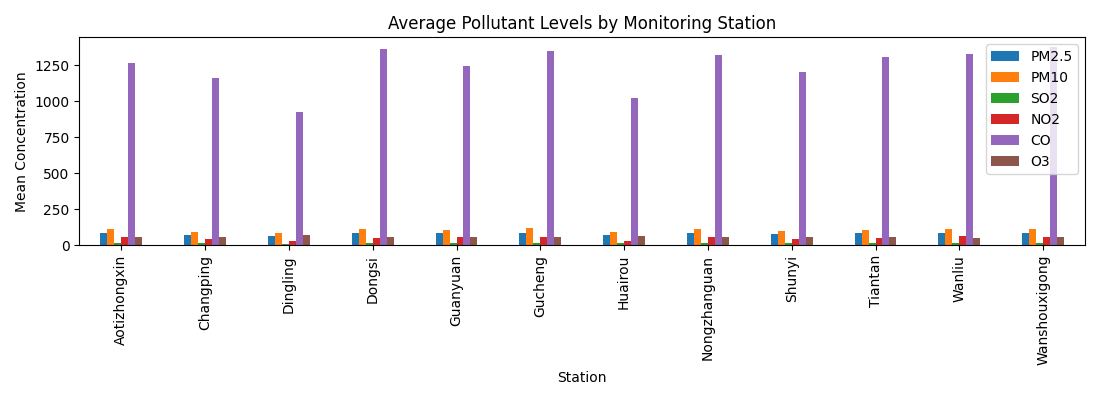 Average Pollutant Levels by Monitoring Station
Mean Concentration
1250
1000
750
500
250
0
PM2.5
PM10
SO2
NO2
CO
O3
Aotizhongxin
Changping
Dingling
Dongsi
Guanyuan
Gucheng
Huairou
Nongzhanguan
Shunyi
Tiantan
Wanliu
Wanshouxigong
Station